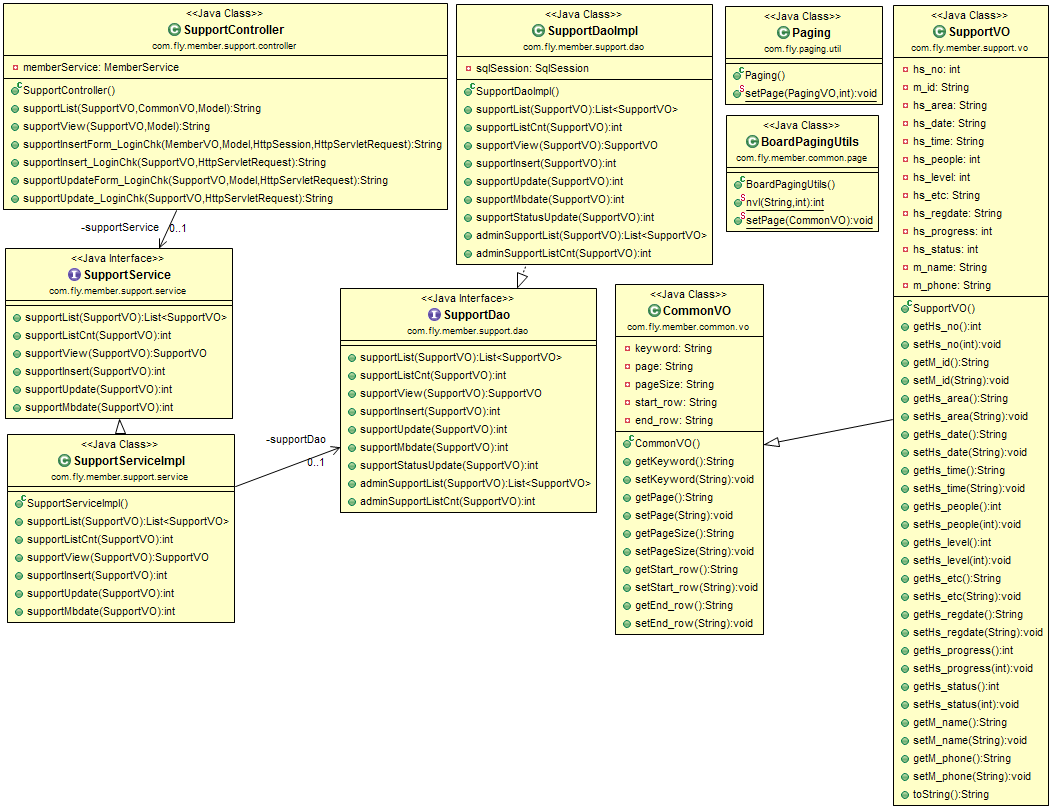 <<Java Class>>
SupportController
com.fly.member.support.controller
memberService: MemberService
SupportController()
supportList(SupportVO,CommonVO,Model):String
supportView(SupportVO,Model):String
supportInsertForm_LoginChk(MemberVO,Model,HttpSession,HttpServletRequest):String
supportInsert_LoginChk(SupportVO,HttpServletRequest):String
supportUpdateForm_LoginChk(SupportVO,Model,HttpServletRequest):String
supportUpdate_LoginChk(SupportVO,HttpServletRequest):String
-supportService
0..1
<<Java Interface>>
SupportService
com.fly.member.support.service
supportList(SupportVO):List<SupportVO>
supportListCnt(SupportVO):int
supportView(SupportVO):SupportVO
supportInsert(SupportVO):int
supportUpdate(SupportVO):int
supportMbdate(SupportVO):int
<<Java Class>>
SupportServiceImpl
com.fly.member.support.service
SupportServiceImpl()
supportList(SupportVO):List<SupportVO>
supportListCnt(SupportVO):int
supportView(SupportVO):SupportVO
supportInsert(SupportVO):int
supportUpdate(SupportVO):int
supportMbdate(SupportVO):int
-supportDao
0..1
<<Java Class>>
SupportDaoImpl
com.fly.member.support.dao
sqlSession: SqlSession
SupportDaoImpl()
supportList(SupportVO):List<SupportVO>
supportListCnt(SupportVO):int
supportView(SupportVO):SupportVO
supportInsert(SupportVO):int
supportUpdate(SupportVO):int
supportMbdate(SupportVO):int
supportStatusUpdate(SupportVO):int
adminSupportList(SupportVO):List<SupportVO>
adminSupportListCnt(SupportVO):int
<<Java Interface>>
SupportDao
com.fly.member.support.dao
supportList(SupportVO):List<SupportVO>
supportListCnt(SupportVO):int
supportView(SupportVO):SupportVO
supportInsert(SupportVO):int
supportUpdate(SupportVO):int
supportMbdate(SupportVO):int
supportStatusUpdate(SupportVO):int
adminSupportList(SupportVO):List<SupportVO>
adminSupportListCnt(SupportVO):int
<<Java Class>>
Paging
com.fly.paging.util
Paging()
setPage(PagingVO,int):void
<<Java Class>>
BoardPagingUtils
com.fly.member.common.page
BoardPagingUtils()
nvl(String,int):int
setPage(CommonVO):void
<<Java Class>>
CommonVO
com.fly.member.common.vo
keyword: String
page: String
pageSize: String
start_row: String
end_row: String
CommonVO()
getKeyword():String
setKeyword(String):void
getPage():String
setPage(String):void
getPageSize():String
setPageSize(String):void
getStart_row():String
setStart_row(String):void
getEnd_row():String
setEnd_row(String):void
<<Java Class>>
SupportVO
com.fly.member.support.vo
hs_no: int
m_id: String
hs_area: String
hs_date: String
hs_time: String
hs_people: int
hs_level: int
hs_etc: String
hs_regdate: String
hs_progress: int
hs_status: int
m_name: String
m_phone: String
SupportVO()
getHs_no():int
setHs_no(int):void
getM_id():String
setM_id(String):void
getHs_area():String
setHs_area(String):void
getHs_date():String
setHs_date(String):void
getHs_time():String
setHs_time(String):void
getHs_people():int
setHs_people(int):void
getHs_level():int
setHs_level(int):void
getHs_etc():String
setHs_etc(String):void
getHs_regdate():String
setHs_regdate(String):void
getHs_progress():int
setHs_progress(int):void
getHs_status():int
setHs_status(int):void
getM_name():String
setM_name(String):void
getM_phone():String
setM_phone(String):void
toString():String